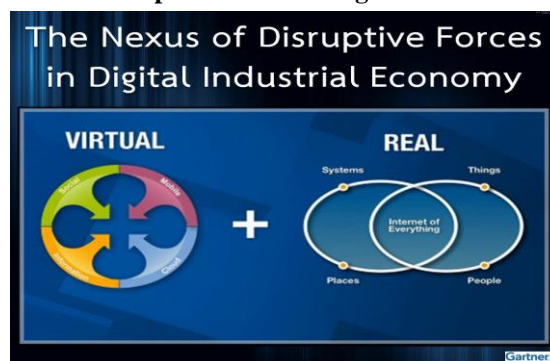 The Nexus of Disruptive Forces
in Digital Industrial Economy
VIRTUAL
REAL
Social
Mobile
Information
Cloud
+
Systems
Things
Internet of
Everything
Places
People
Gartner